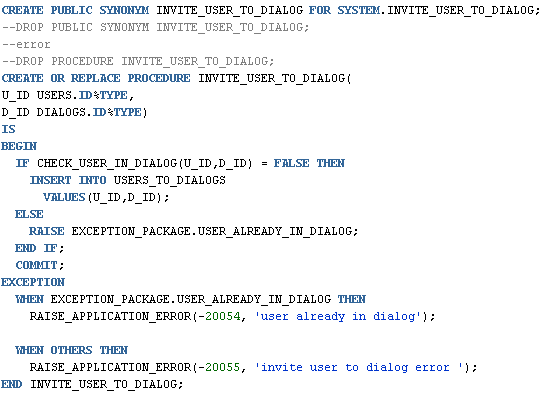 CREATE PUBLIC SYNONYM INVITE_USER_TO_DIALOG FOR SYSTEM.INVITE_USER_TO_DIALOG;
--DROP PUBLIC SYNONYM INVITE_USER_TO_DIALOG;
--error
--DROP PROCEDURE INVITE_USER_TO_DIALOG;
CREATE OR REPLACE PROCEDURE INVITE_USER_TO_DIALOG(
U_ID USERS.ID%TYPE,
D_ID DIALOGS.ID%TYPE)
IS
BEGIN
  IF CHECK_USER_IN_DIALOG(U_ID,D_ID) = FALSE THEN
    INSERT INTO USERS_TO_DIALOGS
      VALUES(U_ID,D_ID);
  ELSE
    RAISE EXCEPTION_PACKAGE.USER_ALREADY_IN_DIALOG;
  END IF;
  COMMIT;
EXCEPTION
  WHEN EXCEPTION_PACKAGE.USER_ALREADY_IN_DIALOG THEN
    RAISE_APPLICATION_ERROR(-20054, 'user already in dialog');

  WHEN OTHERS THEN
    RAISE_APPLICATION_ERROR(-20055, 'invite user to dialog error ');
END INVITE_USER_TO_DIALOG;